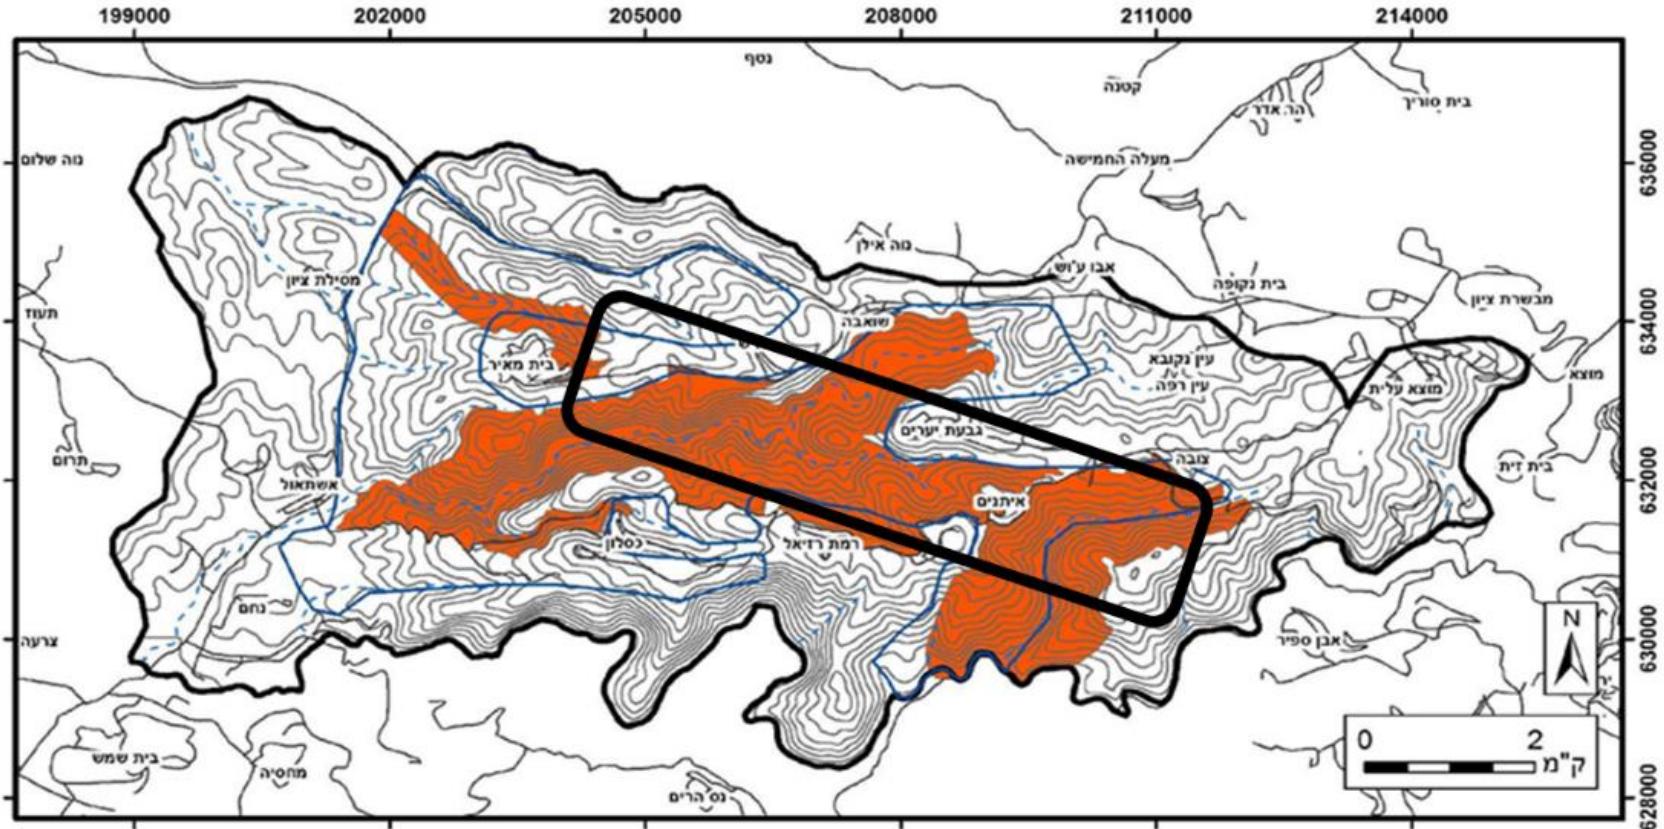 199000 202000 205000 208000 211000 214000
נטף
קטנה
הר אדר
בית סוריך
נוה שלום
מעלה החמישה
636000
נוה אילן
אבו ע'וש
בית נקופה
מבשרת ציון
מסילת ציון
תעוז
שואבה
634000
בית מאיר
עין נקובא
עין רפה
מוצא עלית
מוצא
גבעת יערים
תרום
צובה
בית זית
632000
אשתאול
איתנים
כסלון
רמת רזיאל
נחם
צרעה
אבן ספיר
630000
N
בית שמש
מחסיה
נס הרים
0 2
ק"מ
628000